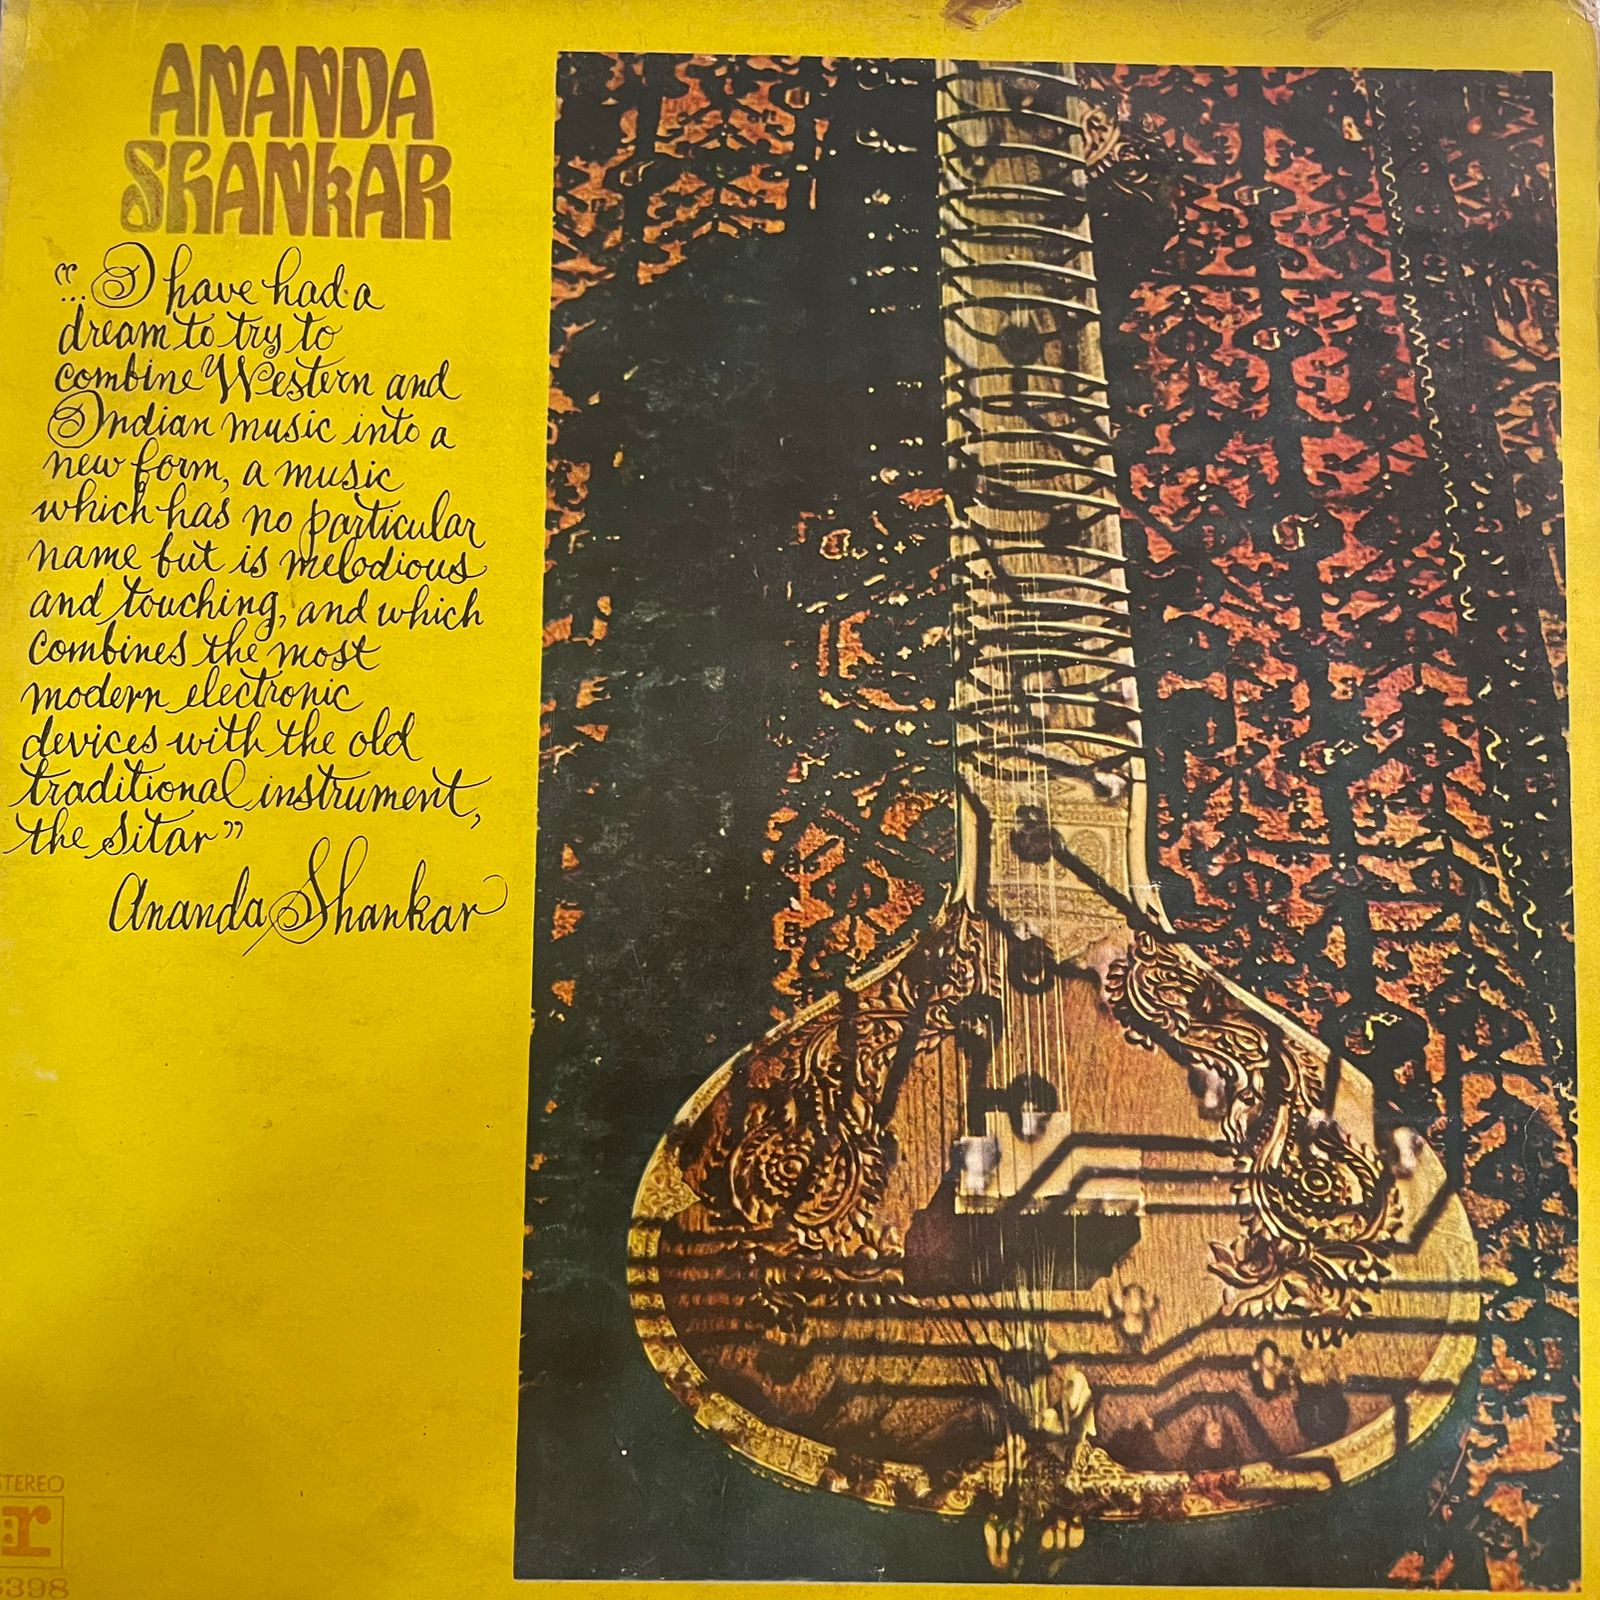 ANANDA
SHANKAR
"...I have had a
dream to try to
combine Western and
Indian music into a
new form, a music
which has no particular
name but is melodious
and touching, and which
combines the most
modern electronic
devices with the old
traditional instrument,
the sitar"
Ananda Shankar
STEREO
r
6398